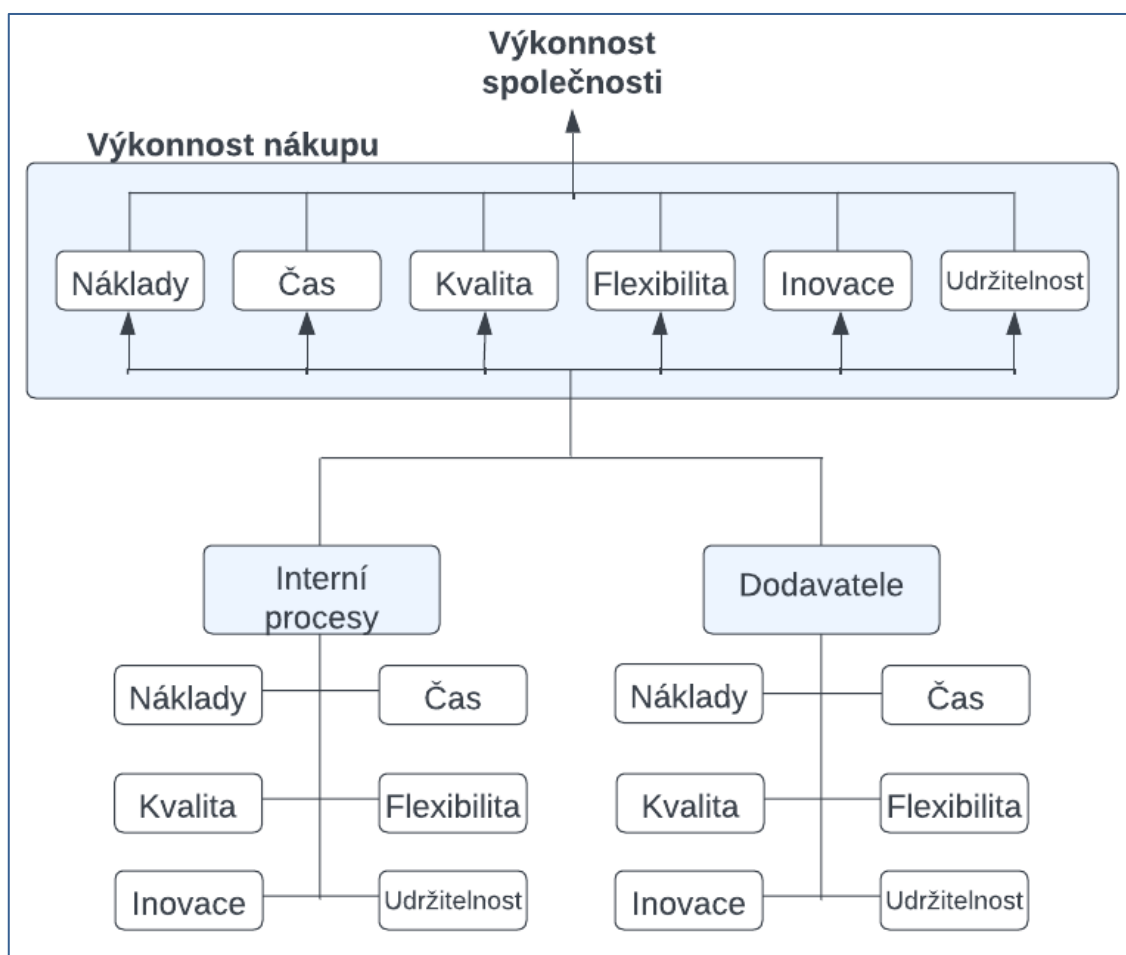 Výkonnost
společnosti
Výkonnost nákupu
Náklady
Čas
Kvalita
Flexibilita
Inovace
Udržitelnost
Interní
procesy
Dodavatele
Náklady
Čas
Náklady
Čas
Kvalita
Flexibilita
Kvalita
Flexibilita
Inovace
Udržitelnost
Inovace
Udržitelnost